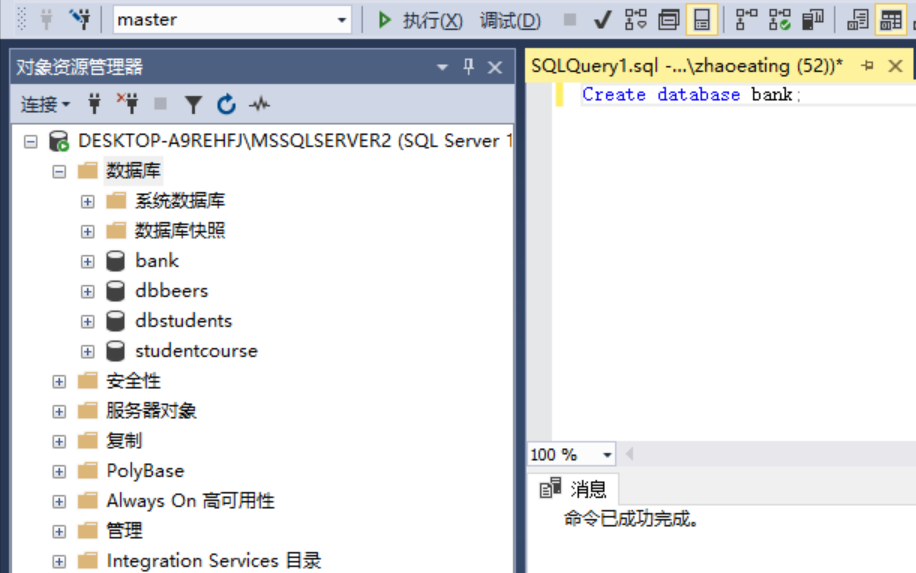 master
执行(X)
调试(D)
对象资源管理器
连接
DESKTOP-A9REHFJ\MSSQLSERVER2 (SQL Server 1
数据库
系统数据库
数据库快照
bank
dbbeers
dbstudents
studentcourse
安全性
服务器对象
复制
PolyBase
Always On 高可用性
管理
Integration Services 目录
SQLQuery1.sql -...\zhaoeating (52))*
Create database bank;
100 %
消息
命令已成功完成。